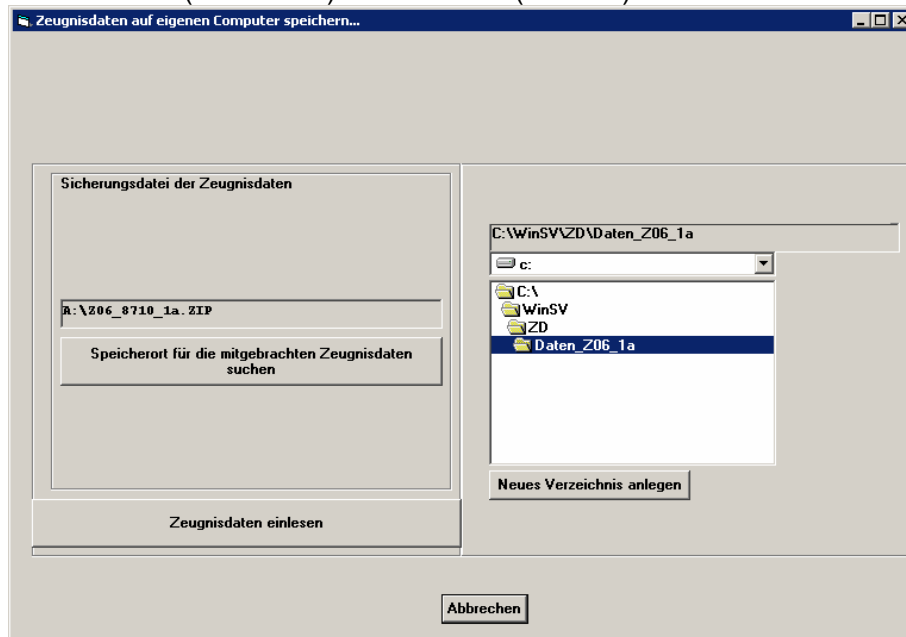 Zeugnisdaten auf eigenen Computer speichern...
Sicherungsdatei der Zeugnisdaten
A:\Z06_8710_1a.ZIP
Speicherort für die mitgebrachten Zeugnisdaten
suchen
Zeugnisdaten einlesen
C:\WinSV\ZD\Daten_Z06_1a
c:
C:\
WinSV
ZD
Daten_Z06_1a
Neues Verzeichnis anlegen
Abbrechen